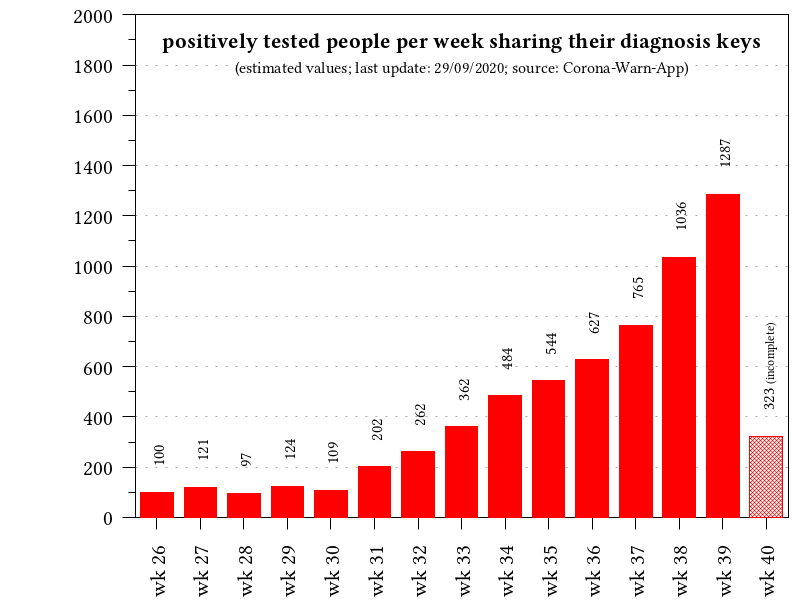 positively tested people per week sharing their diagnosis keys
(estimated values; last update: 29/09/2020; source: Corona-Warn-App)
2000
1800
1600
1400
1200
1000
800
600
400
200
0
100
121
97
124
109
202
262
362
484
544
627
765
1036
1287
323 (incomplete)
wk 26
wk 27
wk 28
wk 29
wk 30
wk 31
wk 32
wk 33
wk 34
wk 35
wk 36
wk 37
wk 38
wk 39
wk 40